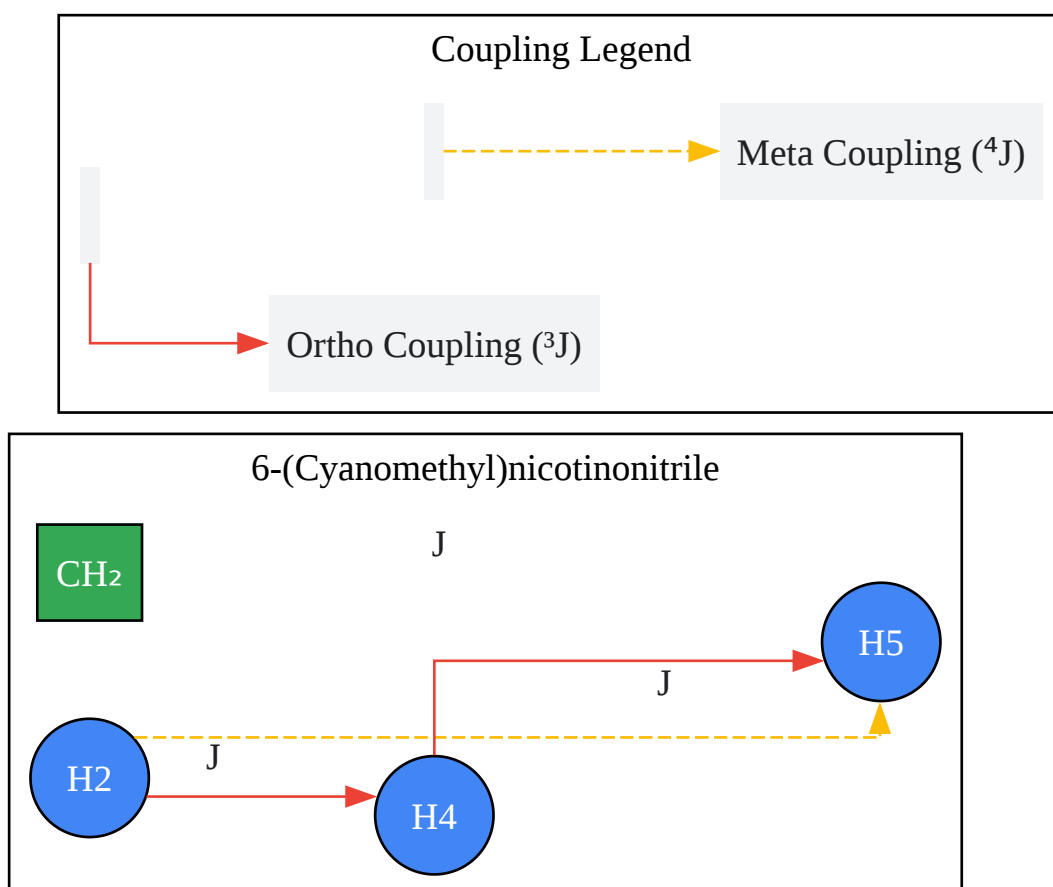 Coupling Legend
Meta Coupling (⁴J)
Ortho Coupling (³J)
6-(Cyanomethyl)nicotinonitrile
J
CH₂
H5
J
J
H2
H4